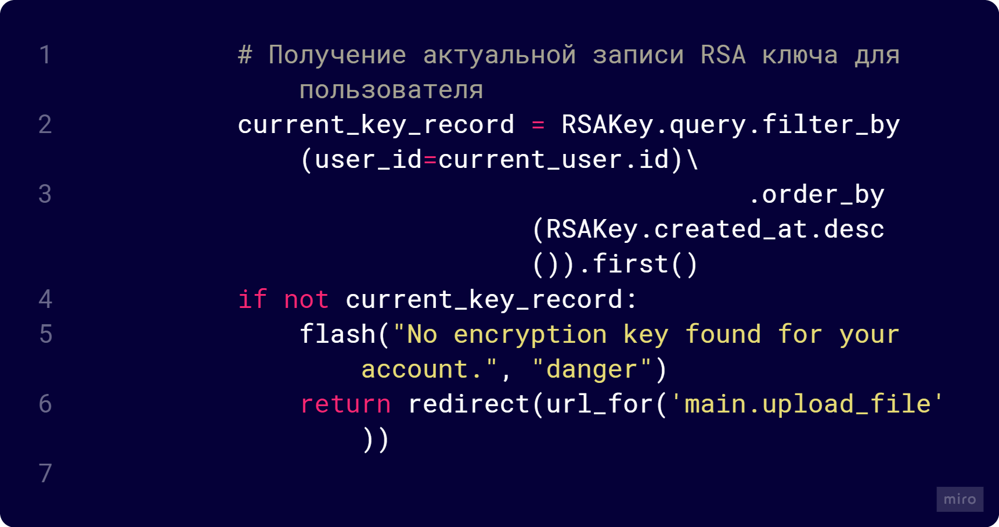 1 # Получение актуальной записи RSA ключа для
пользователя
2 current_key_record = RSAKey.query.filter_by
(user_id=current_user.id)\
3 .order_by
(RSAKey.created_at.desc
()).first()
4 if not current_key_record:
5 flash("No encryption key found for your
account.", "danger")
6 return redirect(url_for('main.upload_file'
))
7
miro